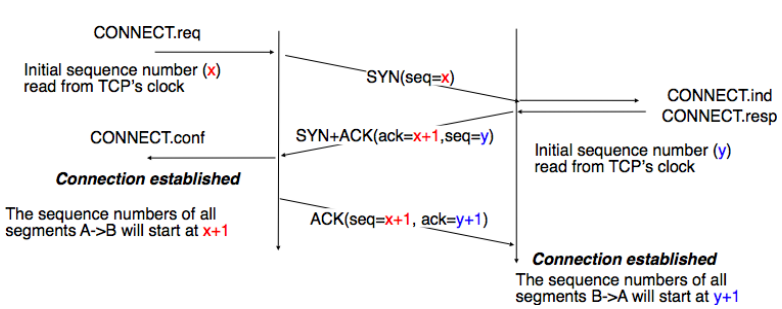 CONNECT.req
Initial sequence number (x)
read from TCP's clock
SYN(seq=x)
CONNECT.ind
CONNECT.resp
CONNECT.conf
SYN+ACK(ack=x+1,seq=y)
Initial sequence number (y)
read from TCP's clock
Connection established
The sequence numbers of all
segments A->B will start at x+1
ACK(seq=x+1, ack=y+1)
Connection established
The sequence numbers of all
segments B->A will start at y+1